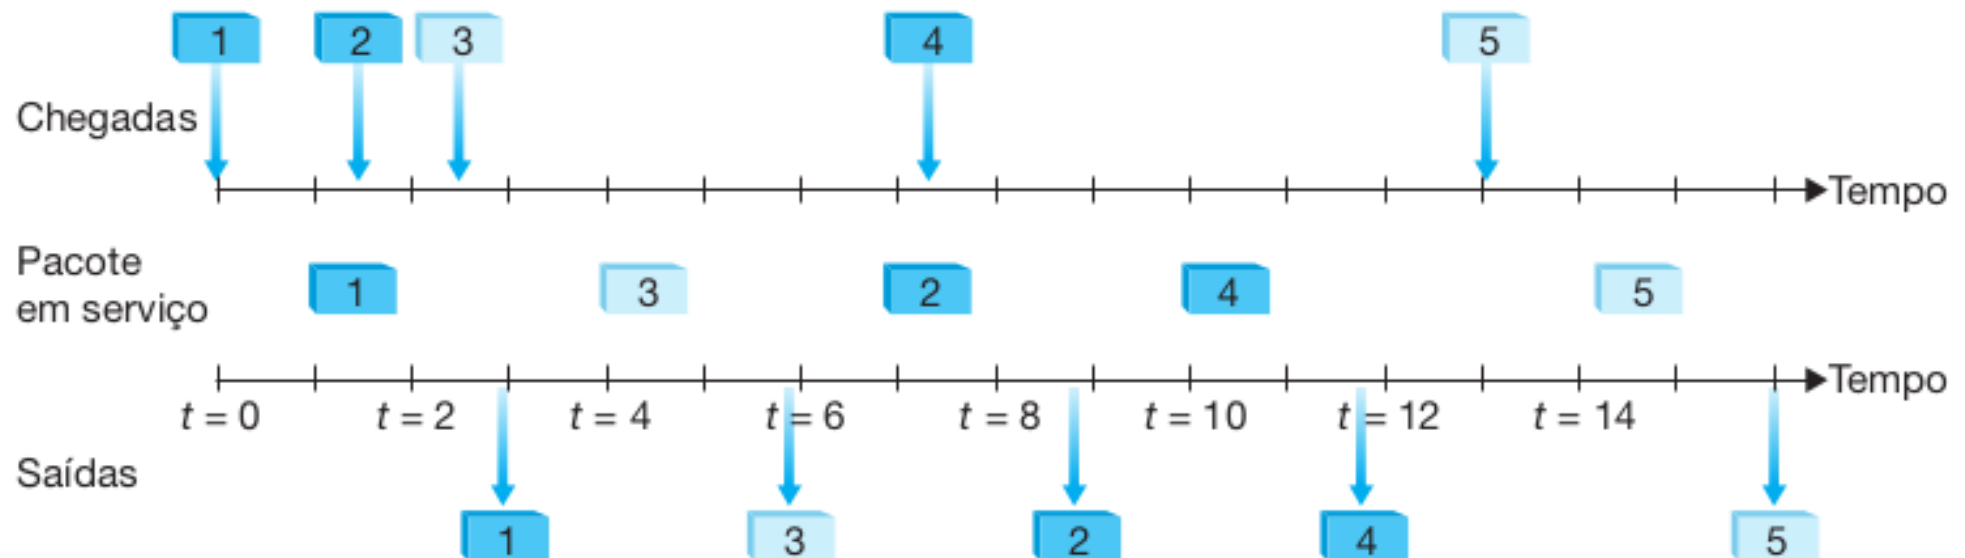 1 2 3 4 5
Chegadas
Tempo
Pacote
em serviço
1 3 2 4 5
Tempo
t = 0 t = 2 t = 4 t = 6 t = 8 t = 10 t = 12 t = 14
Saídas
1 3 2 4 5